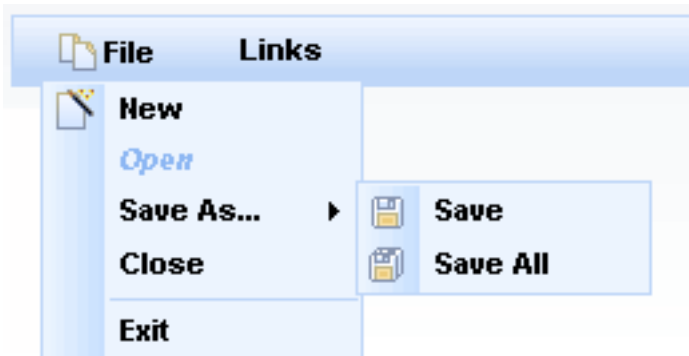 File Links
New
Open
Save As... Save
Close Save All
Exit